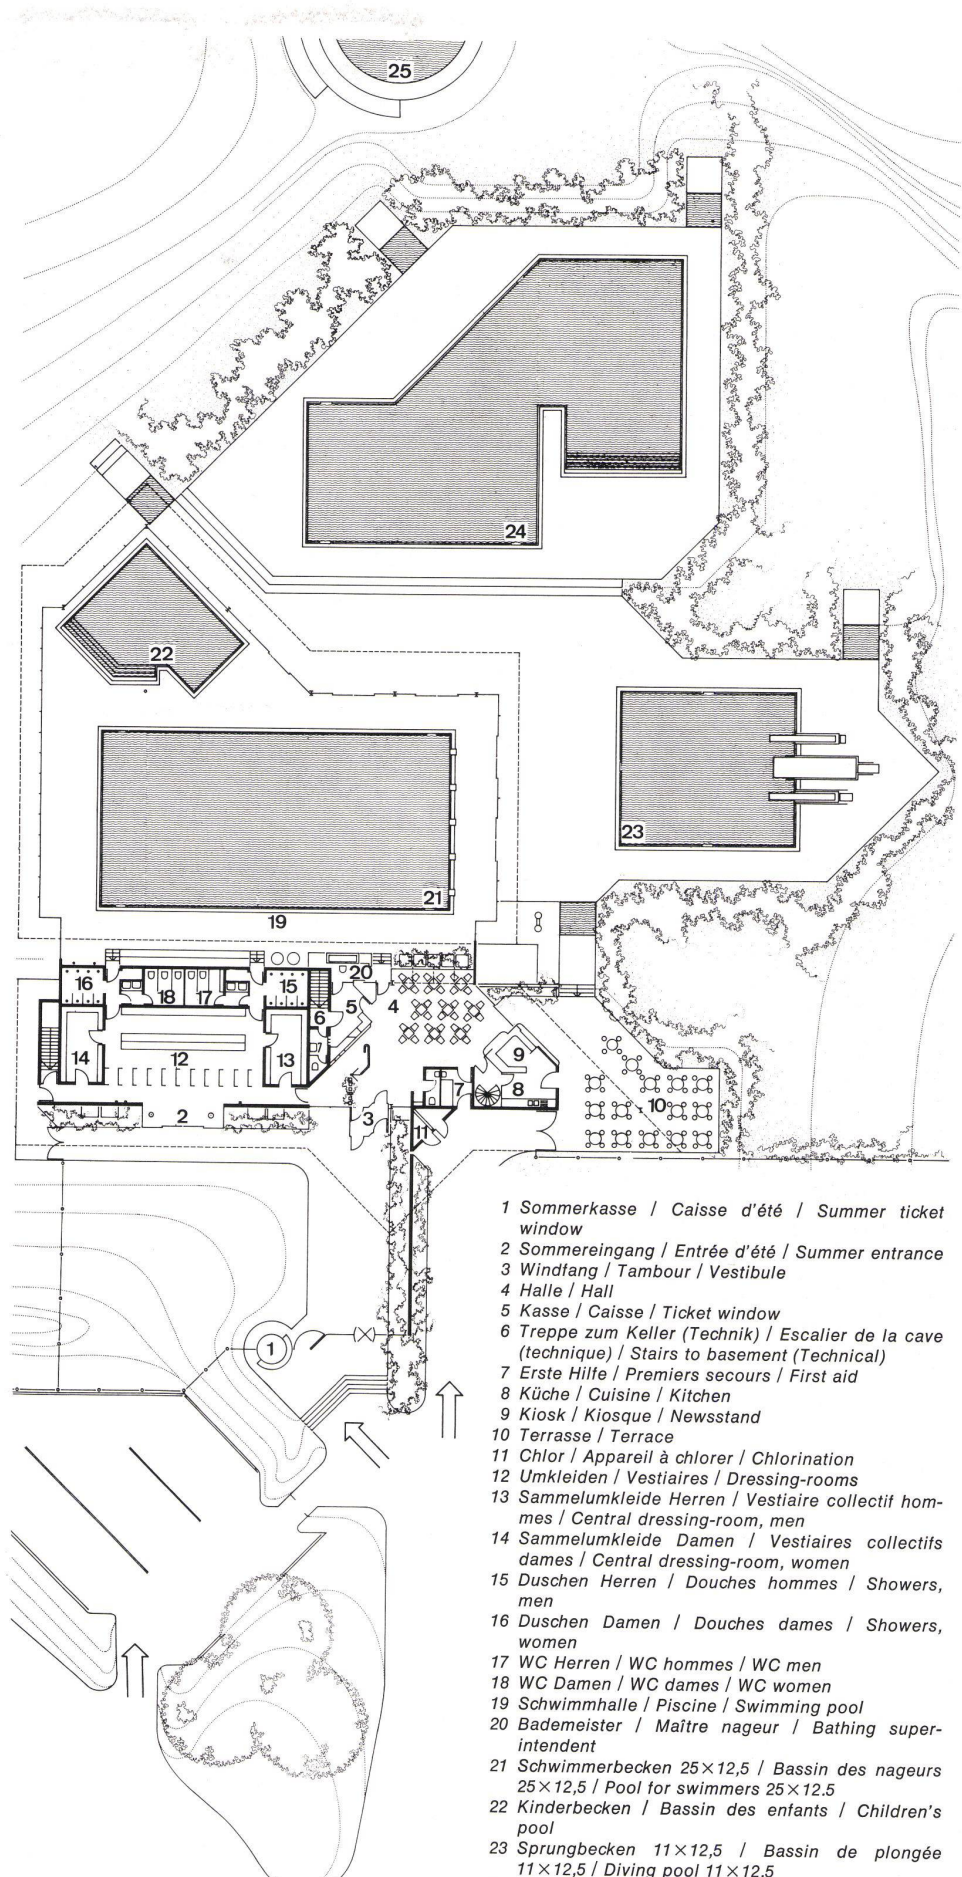 25
24
22
23
21
19
20
16
18
17
15
6
5
4
14
12
13
9
8
7
10
2
3
11
1
1 Sommerkasse / Caisse d'été / Summer ticket
window
2 Sommereingang / Entrée d'été / Summer entrance
3 Windfang / Tambour / Vestibule
4 Halle / Hall
5 Kasse / Caisse / Ticket window
6 Treppe zum Keller (Technik) / Escalier de la cave
(technique) / Stairs to basement (Technical)
7 Erste Hilfe / Premiers secours / First aid
8 Küche / Cuisine / Kitchen
9 Kiosk / Kiosque / Newsstand
10 Terrasse / Terrace
11 Chlor / Appareil à chlorer / Chlorination
12 Umkleiden / Vestiaires / Dressing-rooms
13 Sammelumkleide Herren / Vestiaire collectif hom-
mes / Central dressing-room, men
14 Sammelumkleide Damen / Vestiaires collectifs
dames / Central dressing-room, women
15 Duschen Herren / Douches hommes / Showers,
men
16 Duschen Damen / Douches dames / Showers,
women
17 WC Herren / WC hommes / WC men
18 WC Damen / WC dames / WC women
19 Schwimmhalle / Piscine / Swimming pool
20 Bademeister / Maître nageur / Bathing super-
intendent
21 Schwimmerbecken 25×12,5 / Bassin des nageurs
25×12,5 / Pool for swimmers 25×12.5
22 Kinderbecken / Bassin des enfants / Children's
pool
23 Sprungbecken 11×12,5 / Bassin de plongée
11×12,5 / Diving pool 11×12.5